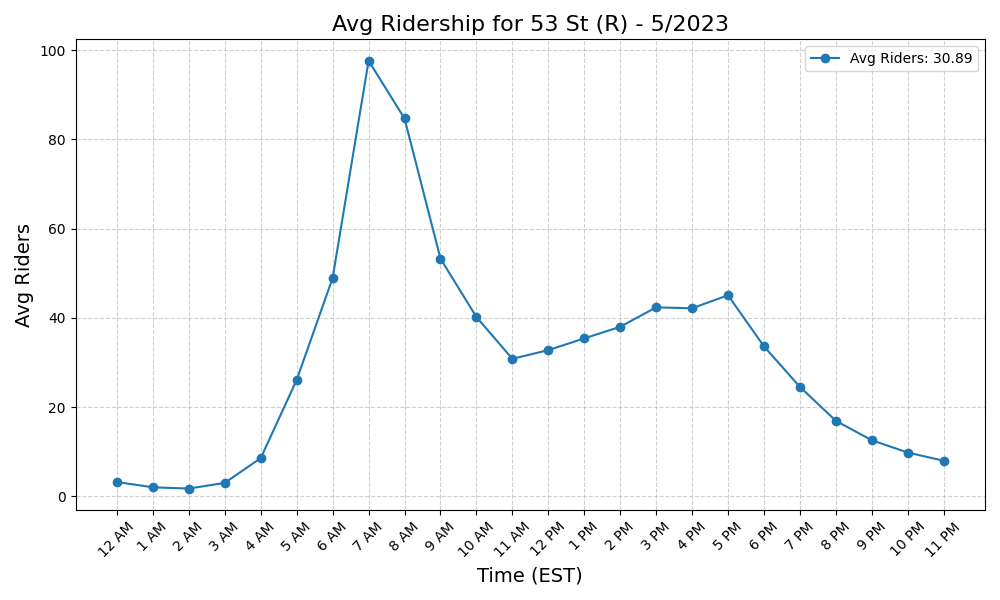 Avg Ridership for 53 St (R) - 5/2023
Avg Riders: 30.89
Avg Riders
100
80
60
40
20
0
12 AM
1 AM
2 AM
3 AM
4 AM
5 AM
6 AM
7 AM
8 AM
9 AM
10 AM
11 AM
12 PM
1 PM
2 PM
3 PM
4 PM
5 PM
6 PM
7 PM
8 PM
9 PM
10 PM
11 PM
Time (EST)